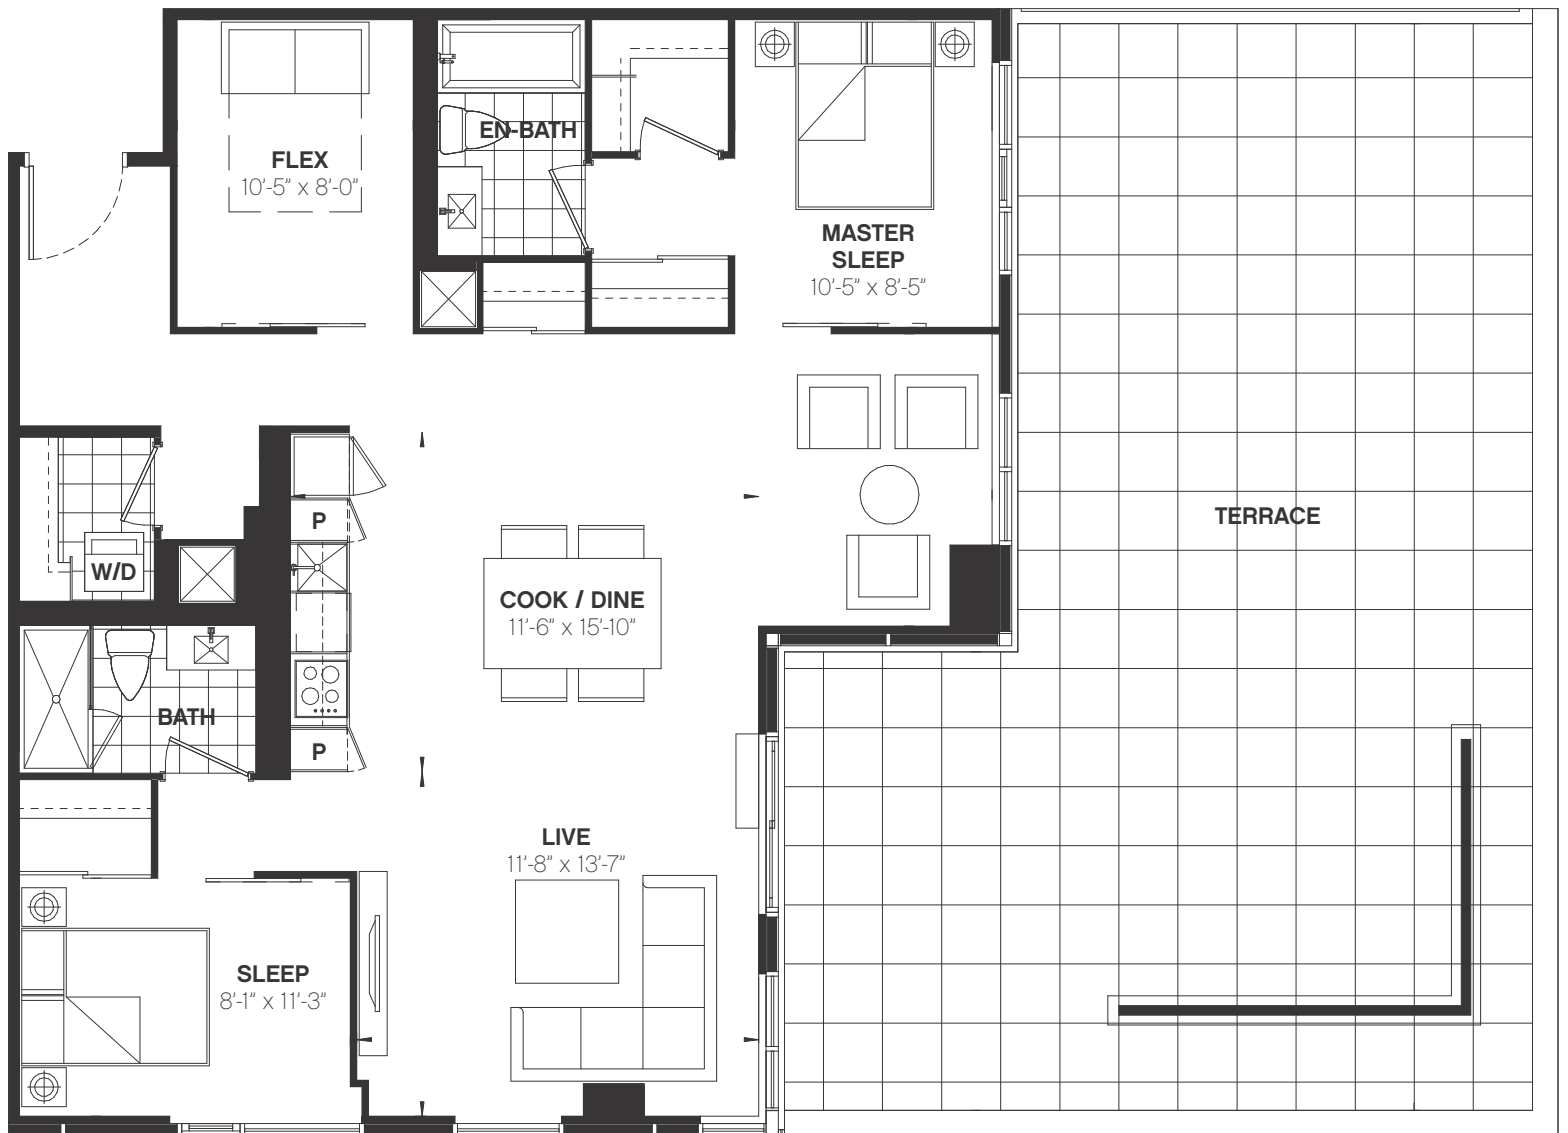 FLEX
10'-5" x 8'-0"
EN-BATH
MASTER
SLEEP
10'-5" x 8'-5"
TERRACE
P
W/D
COOK / DINE
11'-6" x 15'-10"
BATH
P
LIVE
11'-8" x 13'-7"
SLEEP
8'-1" x 11'-3"